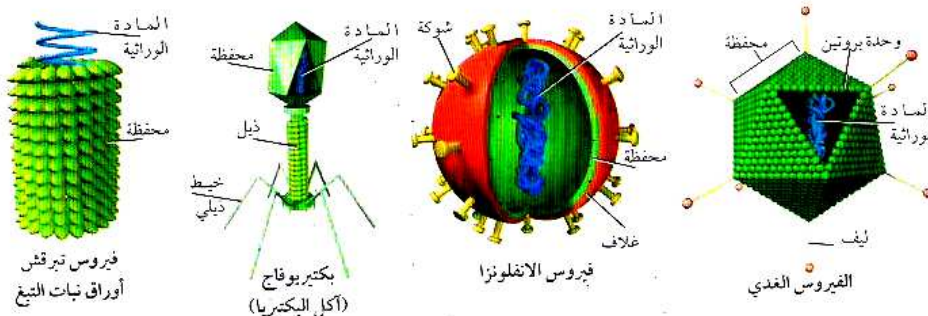 المادة
الوراثية
محفظة
فيروس تبرقش
أوراق نبات التبغ
محفظة
المادة
الوراثية
ذيل
خيط
ذيلي
بكتيريوفاج
(آكل البكتريا)
شوكة
المادة
الوراثية
محفظة
غلاف
فيروس الانفلونزا
محفظة
وحدة بروتين
المادة
الوراثية
ليف
الفيروس الغدي